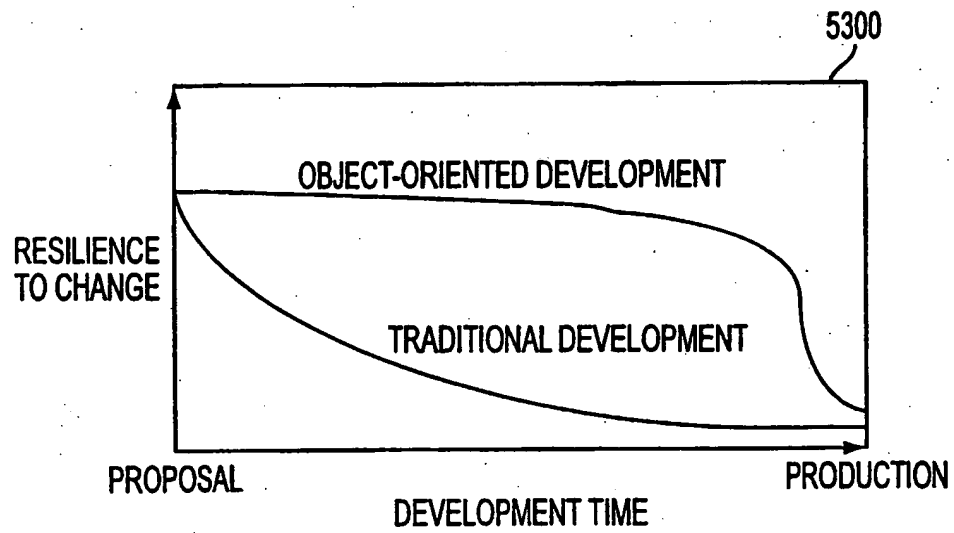 5300
OBJECT-ORIENTED DEVELOPMENT
RESILIENCE
TO CHANGE
TRADITIONAL DEVELOPMENT
PROPOSAL
PRODUCTION
DEVELOPMENT TIME